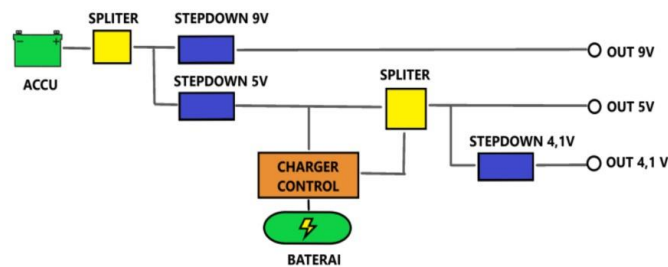 SPLITER
STEPDOWN 9V
- +
OUT 9V
ACCU
STEPDOWN 5V
SPLITER
OUT 5V
STEPDOWN 4,1V
OUT 4,1 V
CHARGER
CONTROL
BATERAI